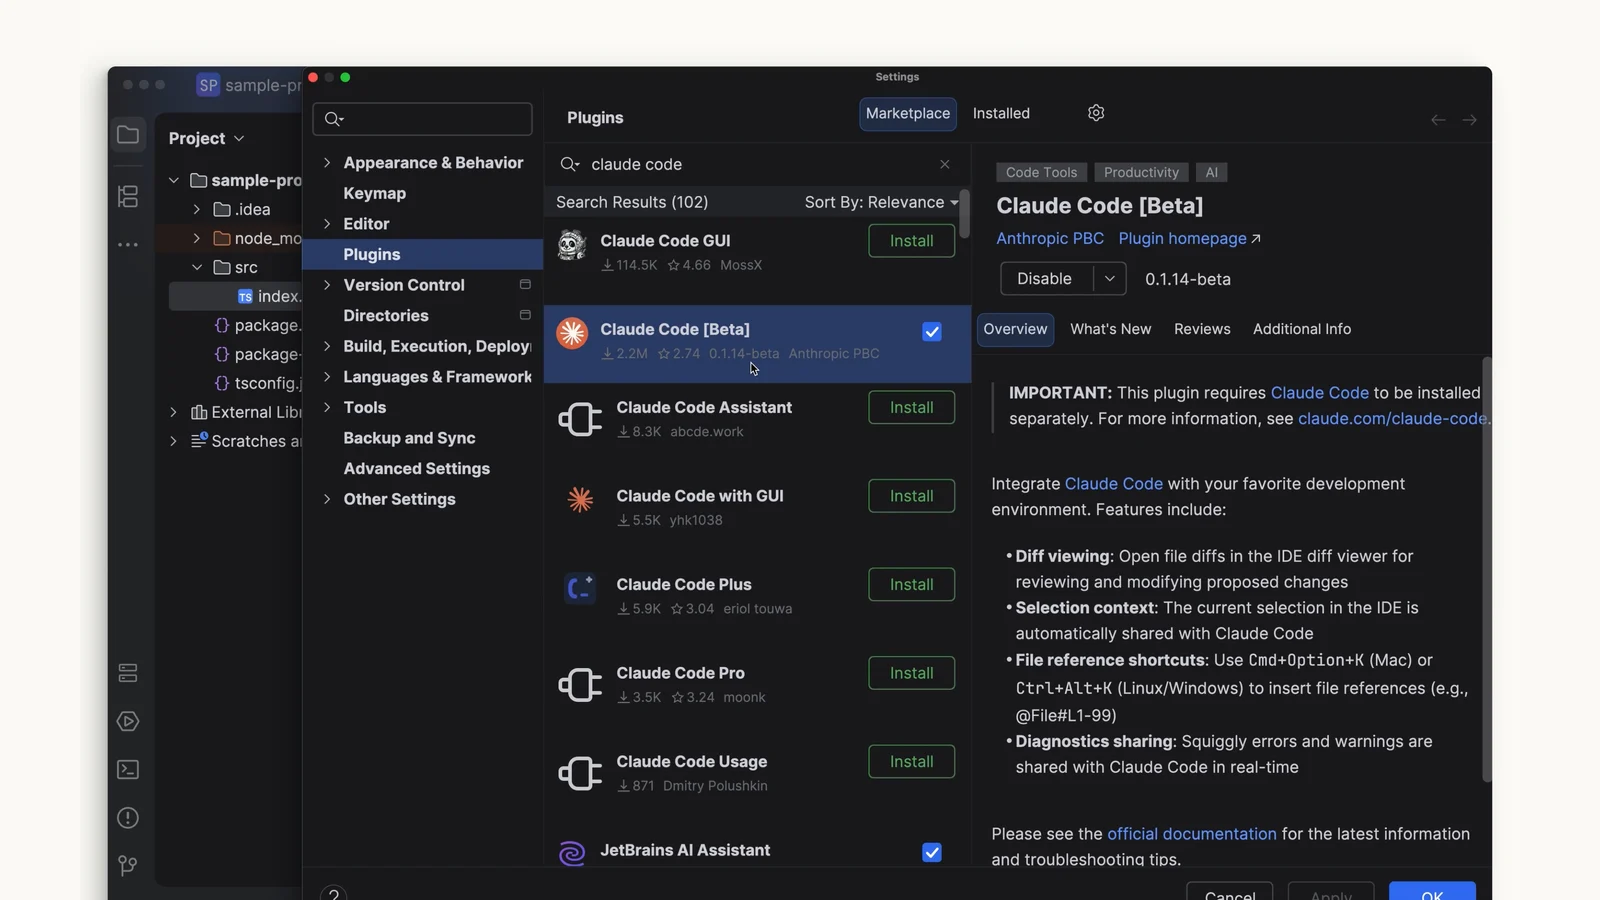 Settings
SP sample-pr
Project
sample-pro
.idea
node_mo
src
TS index.
{} package.
{} package-
{} tsconfig.j
External Libr
Scratches a
Appearance & Behavior
Keymap
Editor
Plugins
Version Control
Directories
Build, Execution, Deploy
Languages & Framework
Tools
Backup and Sync
Advanced Settings
Other Settings
?
Plugins
Marketplace
Installed
claude code
Search Results (102)
Sort By: Relevance
Claude Code GUI
114.5K 4.66 MossX
Install
Claude Code [Beta]
2.2M 2.74 0.1.14-beta Anthropic PBC
Claude Code Assistant
8.3K abcde.work
Install
Claude Code with GUI
5.5K yhk1038
Install
Claude Code Plus
5.9K 3.04 eriol touwa
Install
Claude Code Pro
3.5K 3.24 moonk
Install
Claude Code Usage
871 Dmitry Polushkin
Install
JetBrains AI Assistant
Code Tools
Productivity
AI
Claude Code [Beta]
Anthropic PBC Plugin homepage
Disable
0.1.14-beta
Overview
What's New
Reviews
Additional Info
IMPORTANT: This plugin requires Claude Code to be installed
separately. For more information, see claude.com/claude-code.
Integrate Claude Code with your favorite development
environment. Features include:
• Diff viewing: Open file diffs in the IDE diff viewer for
reviewing and modifying proposed changes
• Selection context: The current selection in the IDE is
automatically shared with Claude Code
• File reference shortcuts: Use Cmd+Option+K (Mac) or
Ctrl+Alt+K (Linux/Windows) to insert file references (e.g.,
@File#L1-99)
• Diagnostics sharing: Squiggly errors and warnings are
shared with Claude Code in real-time
Please see the official documentation for the latest information
and troubleshooting tips.
Cancel
Apply
OK